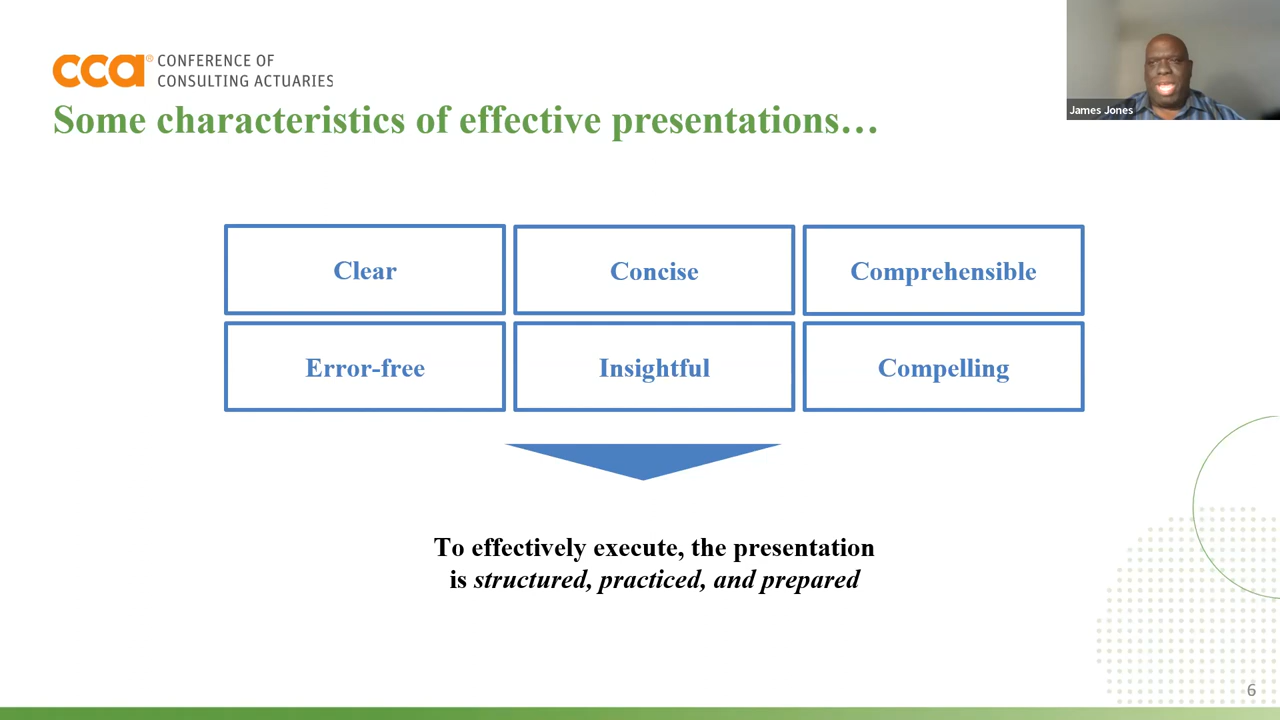 cca® CONFERENCE OF
CONSULTING ACTUARIES
Some characteristics of effective presentations…
James Jones
Clear
Concise
Comprehensible
Error-free
Insightful
Compelling
To effectively execute, the presentation
is structured, practiced, and prepared
6